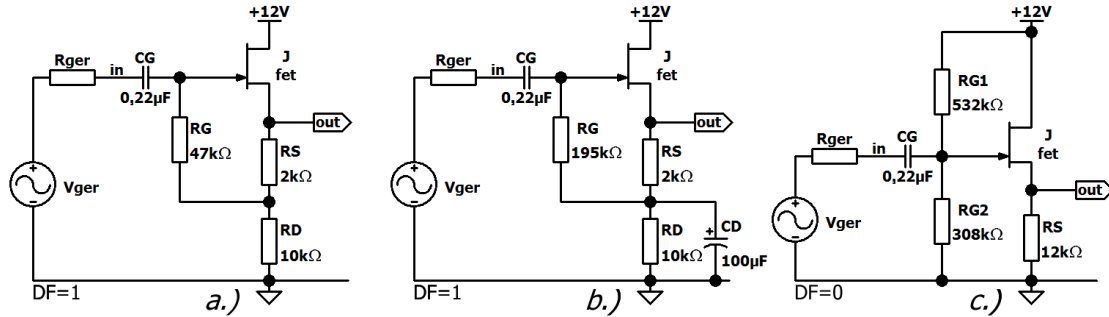 +12V
Rger
in
CG
0,22µF
J
fet
out
RG
47kΩ
RS
2kΩ
Vger
RD
10kΩ
DF=1
a.)
+12V
Rger
in
CG
0,22µF
J
fet
out
RG
195kΩ
RS
2kΩ
Vger
RD
10kΩ
CD
100µF
DF=1
b.)
+12V
RG1
532kΩ
Rger
in
CG
0,22µF
J
fet
out
Vger
RG2
308kΩ
RS
12kΩ
DF=0
c.)